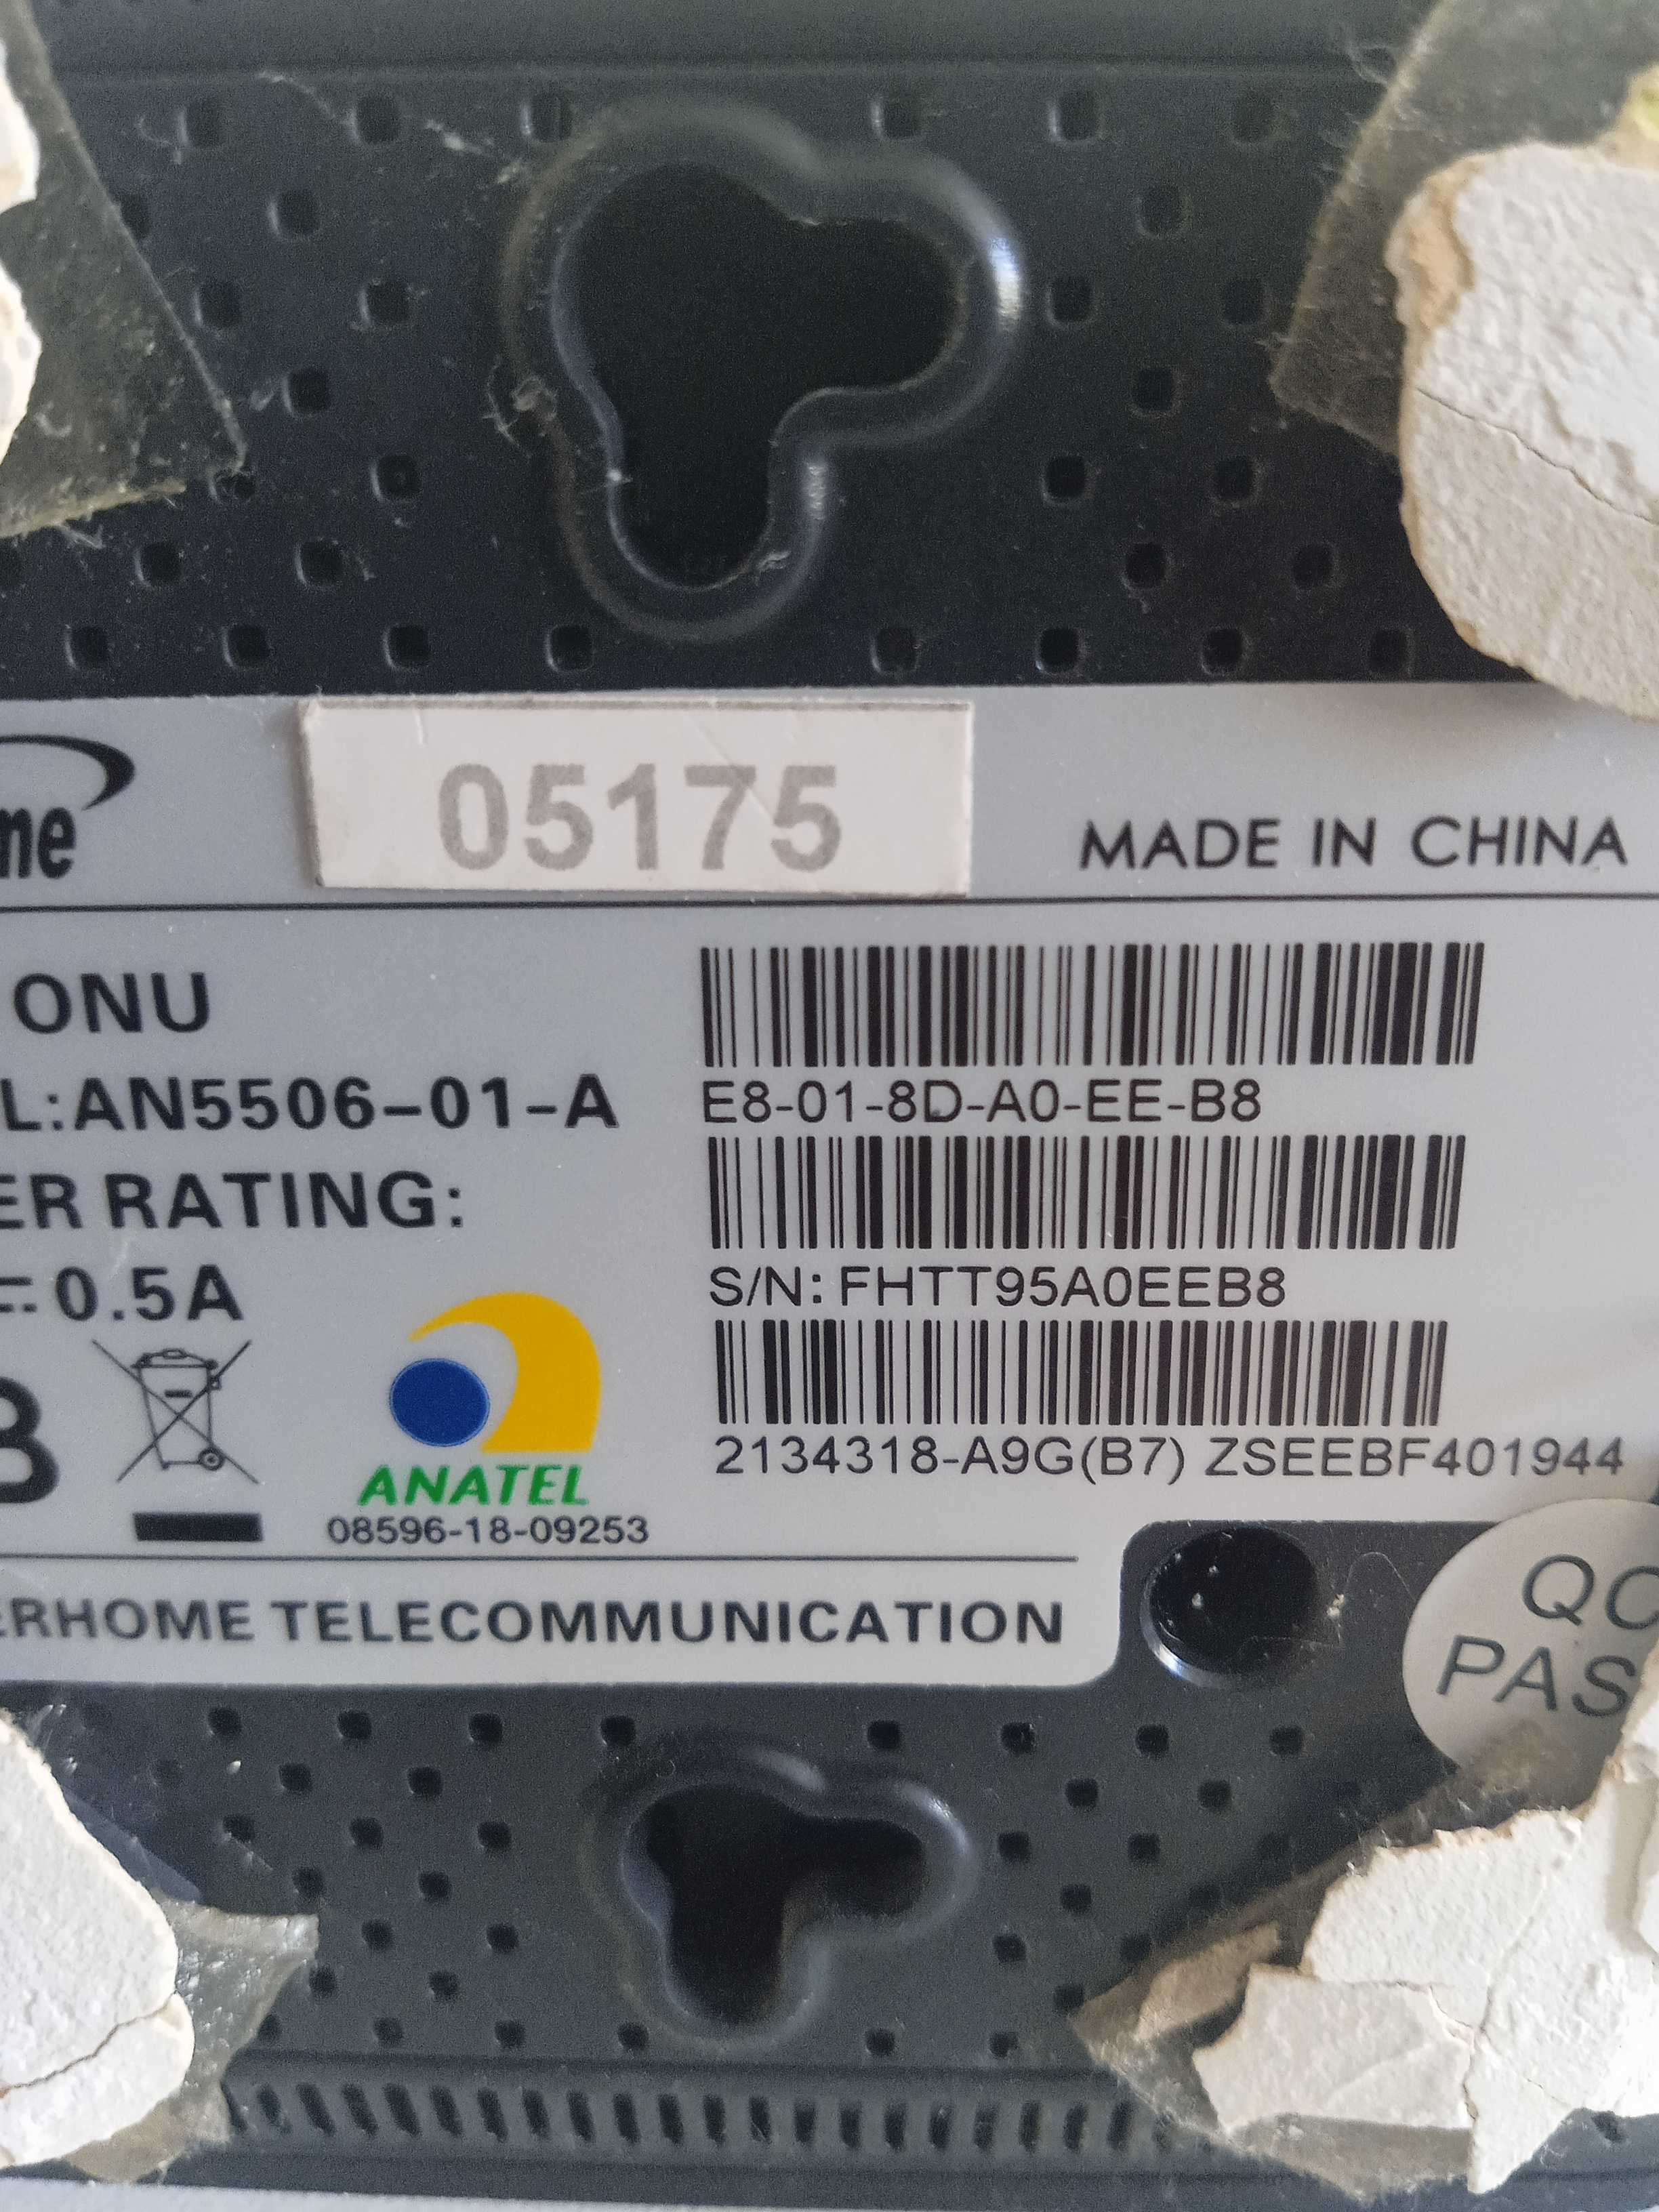 me
05175
MADE IN CHINA
ONU
L:AN5506-01-A
E8-01-8D-A0-EE-B8
ER RATING:
0.5A
S/N: FHTT95A0EEB8
B
ANATEL
08596-18-09253
2134318-A9G(B7) ZSEEBF401944
ERHOME TELECOMMUNICATION
QC
PAS